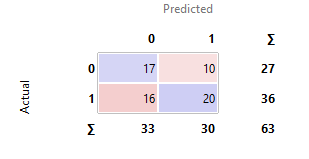 Predicted
0 1 Σ
0 17 10 27
Actual
1 16 20 36
Σ 33 30 63